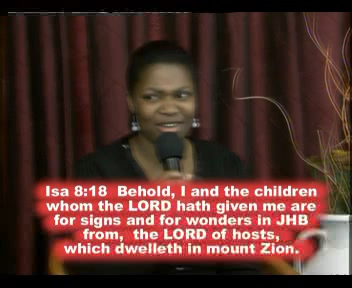 Isa 8:18 Behold, I and the children
whom the LORD hath given me are
for signs and for wonders in JHB
from, the LORD of hosts,
which dwelleth in mount Zion.